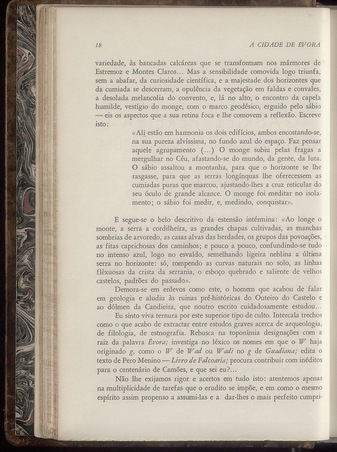 18 A CIDADE DE EVORA
variedade, às bancadas calcáreas que se transformam nos mármores de
Estremoz e Montes Claros... Mas a sensibilidade comovida logo triunfa,
sem a abafar, da curiosidade científica, e a majestade dos horizontes que
da cumiada se descerram, a opulência da vegetação em faldas e convales,
a desolada melancolia do convento, e, lá no alto, o encontro da capela
humilde, vestígio do monge, com o marco geodésico, erguido pelo sábio
— eis os aspectos que a sua retina foca e lhe comovem a reflexão. Escreve
isto:
«Ali estão em harmonia os dois edifícios, ambos encostando-se,
na sua pureza alvíssima, no fundo azul do espaço. Faz pensar
aquele agrupamento (...) O monge subiu pelas fragas a
mergulhar no Céu, afastando-se do mundo, da gente, da luta.
O sábio assaltou a montanha, para que o horizonte se lhe
rasgasse, para que as serras longínquas lhe oferecessem as
cumiadas puras que marcou, ajustando-lhes a cruz reticular do
seu óculo de grande alcance. O monge foi meditar no isola-
mento; o sábio foi medir, e, medindo, conquistar».
E segue-se o belo descritivo da estensão intérmina: «Ao longe o
monte, a serra a cordilheira, as grandes chapas cultivadas, as manchas
sombrias de arvoredo, as casas alvas das herdades, os grupos das povoações,
as fitas caprichosas dos caminhos; e pouco a pouco, confundindo-se tudo
no intenso azul, logo no esvaído, semelhando ligeira neblina a última
serra no horizonte: só, rompendo as curvas naturais no solo, as linhas
flèxuosas da crista da serrania, o esboço quebrado e saliente de velhos
castelos, padrões do passado».
Demora-se em enlevos como este, o homem que acabou de falar
em geologia e aludia às ruínas pré-históricas do Outeiro do Castelo e
ao dólmen da Candieira, que noutro escrito cuidadosamente estudou...
Eu sinto viva ternura por este superior tipo de culto. Intercala trechos
como o que acabo de extractar entre estudos graves acerca de arqueologia,
de filologia, de etnografia. Rebusca na toponímia designações com a
raiz da palavra Évora; investiga no léxico os nomes em que o W haja
originado g, como o W de Wad ou Wadi no g de Guadiana; edita o
texto de Pero Menino — Livro de Falcoaria; procura contribuir com inéditos
para o centenário de Camões, e que sei eu?...
Não lhe exijamos rigor e acertos em tudo isto: atentemos apenas
na multiplicidade de tarefas que o erudito se impõe, e em como o mesmo
espírito assim propenso a assumí-las e a dar-lhes o mais perfeito cumpri-